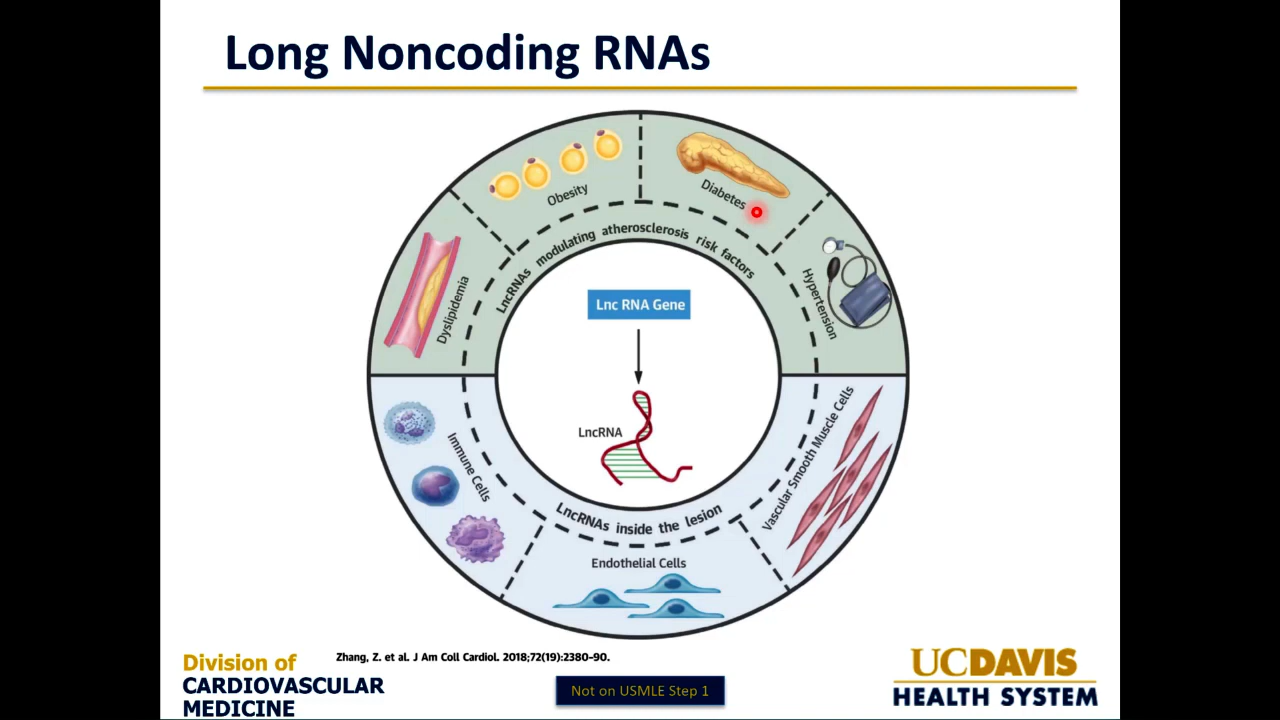 Long Noncoding RNAs
Obesity
Diabetes
Dyslipidemia
Hypertension
LncRNAs modulating atherosclerosis risk factors
Lnc RNA Gene
LncRNA
Immune Cells
Vascular Smooth Muscle Cells
LncRNAs inside the lesion
Endothelial Cells
Zhang, Z. et al. J Am Coll Cardiol. 2018;72(19):2380-90.
Division of
CARDIOVASCULAR
MEDICINE
Not on USMLE Step 1
UCDAVIS
HEALTH SYSTEM